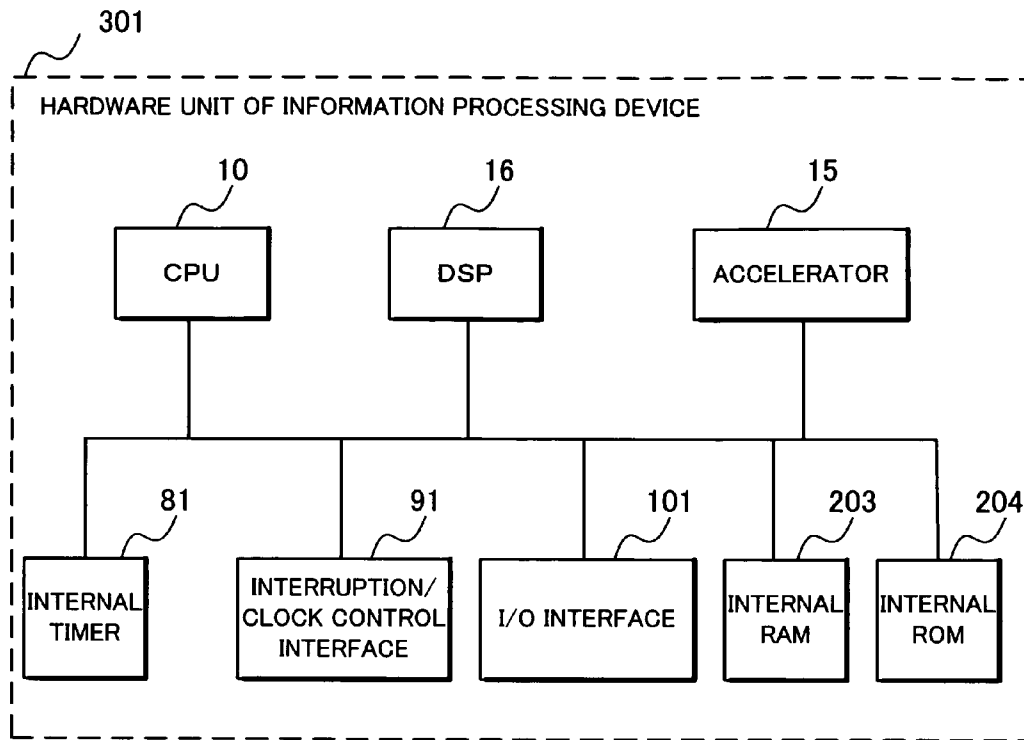 301
HARDWARE UNIT OF INFORMATION PROCESSING DEVICE
10
16
15
CPU
DSP
ACCELERATOR
81
91
101
203
204
INTERNAL
TIMER
INTERRUPTION/
CLOCK CONTROL
INTERFACE
I/O INTERFACE
INTERNAL
RAM
INTERNAL
ROM